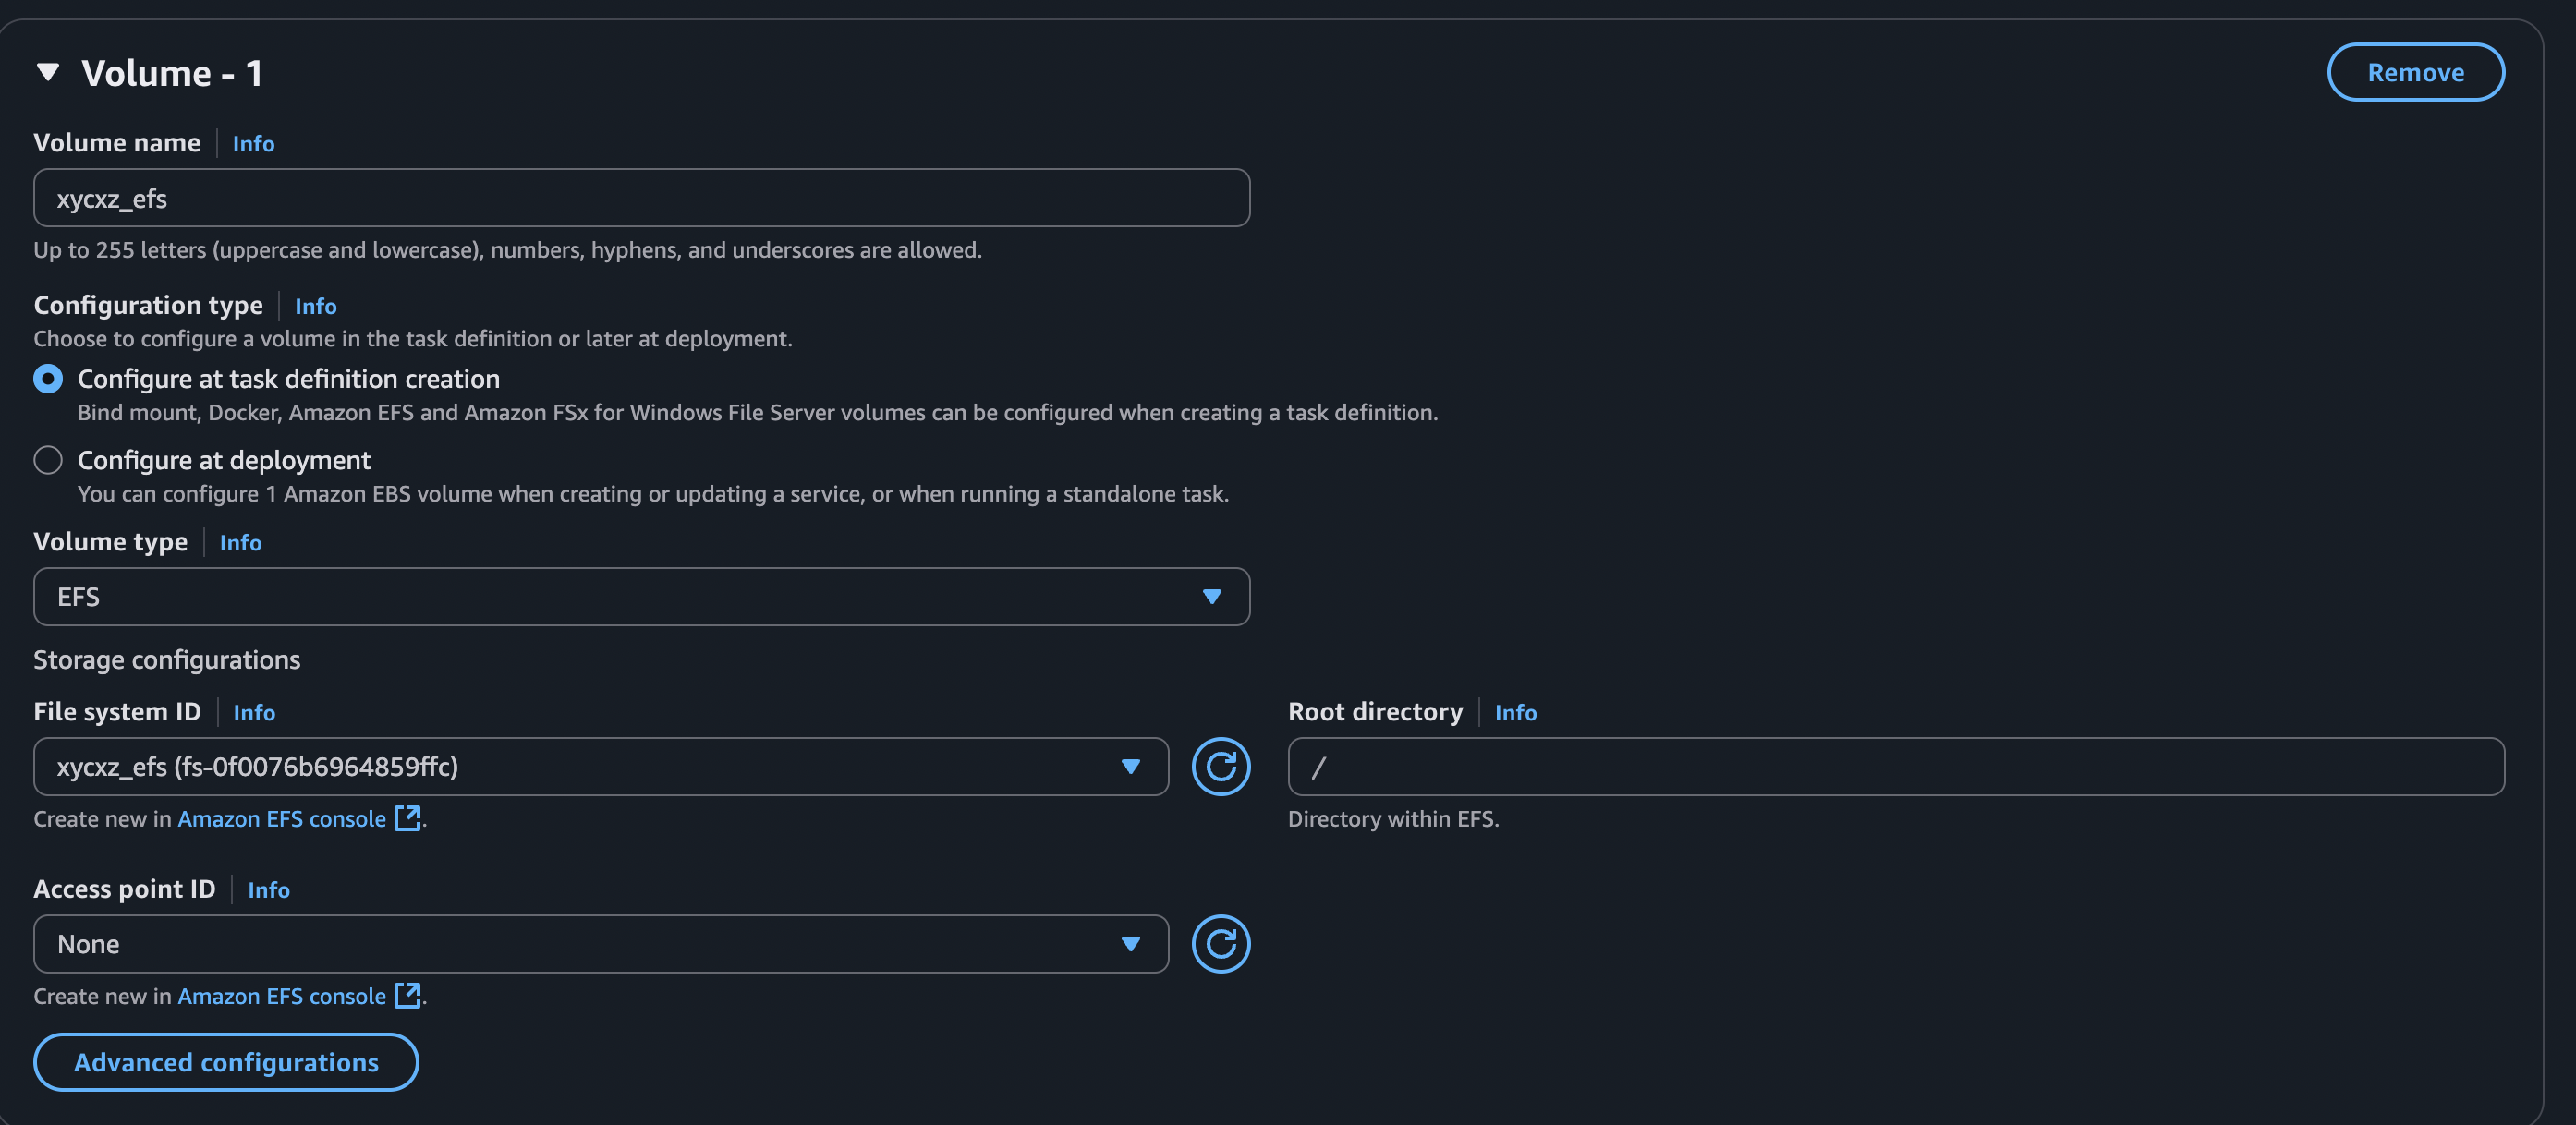 Volume - 1
Remove
Volume name Info
xycxz_efs
Up to 255 letters (uppercase and lowercase), numbers, hyphens, and underscores are allowed.
Configuration type Info
Choose to configure a volume in the task definition or later at deployment.
Configure at task definition creation
Bind mount, Docker, Amazon EFS and Amazon FSx for Windows File Server volumes can be configured when creating a task definition.
Configure at deployment
You can configure 1 Amazon EBS volume when creating or updating a service, or when running a standalone task.
Volume type Info
EFS
Storage configurations
File system ID Info
xycxz_efs (fs-0f0076b6964859ffc)
Create new in Amazon EFS console .
Root directory Info
/
Directory within EFS.
Access point ID Info
None
Create new in Amazon EFS console .
Advanced configurations